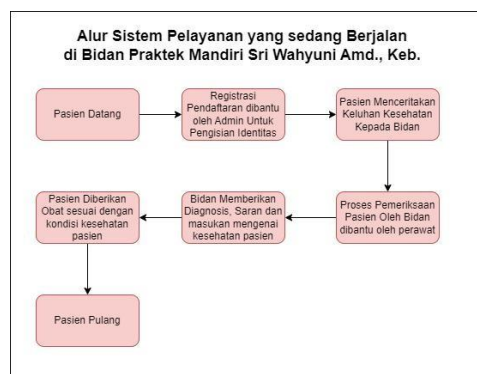 Alur Sistem Pelayanan yang sedang Berjalan
di Bidan Praktek Mandiri Sri Wahyuni Amd., Keb.
Pasien Datang
Registrasi
Pendaftaran dibantu
oleh Admin Untuk
Pengisian Identitas
Pasien Menceritakan
Keluhan Kesehatan
Kepada Bidan
Proses Pemeriksaan
Pasien Oleh Bidan
dibantu oleh perawat
Bidan Memberikan
Diagnosis, Saran dan
masukan mengenai
kesehatan pasien
Pasien Diberikan
Obat sesuai dengan
kondisi kesehatan
pasien
Pasien Pulang